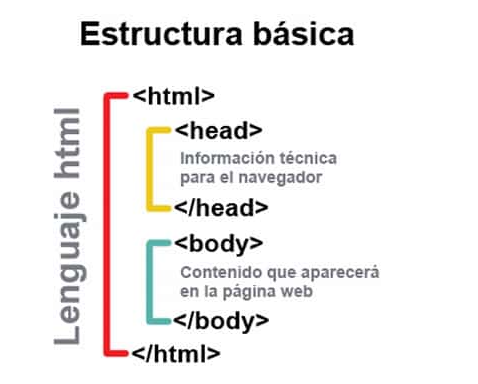 Estructura básica
Lenguaje html
<html>
<head>
Información técnica
para el navegador
</head>
<body>
Contenido que aparecerá
en la página web
</body>
</html>